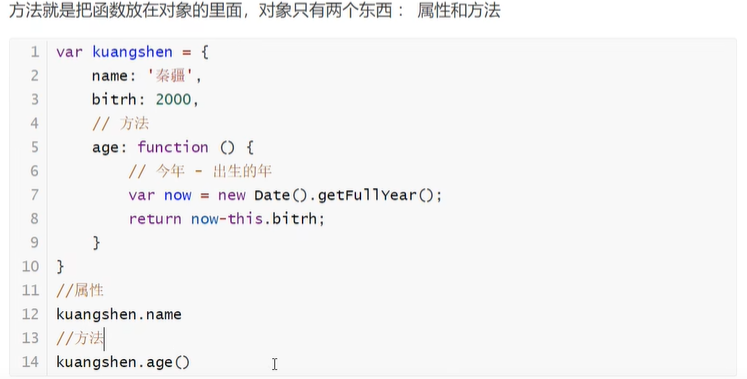 方法就是把函数放在对象的里面，对象只有两个东西： 属性和方法
1 var kuangshen = {
2     name: '秦疆',
3     bitrh: 2000,
4     // 方法
5     age: function () {
6         // 今年 - 出生的年
7         var now = new Date().getFullYear();
8         return now-this.bitrh;
9     }
10 }
11 //属性
12 kuangshen.name
13 //方法
14 kuangshen.age()